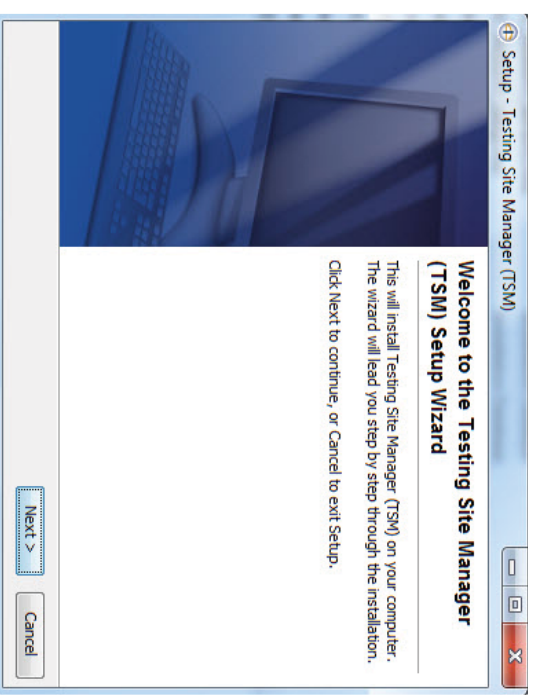 Setup - Testing Site Manager (TSM)
Welcome to the Testing Site Manager
(TSM) Setup Wizard
This will install Testing Site Manager (TSM) on your computer.
The wizard will lead you step by step through the installation.
Click Next to continue, or Cancel to exit Setup.
Next >
Cancel